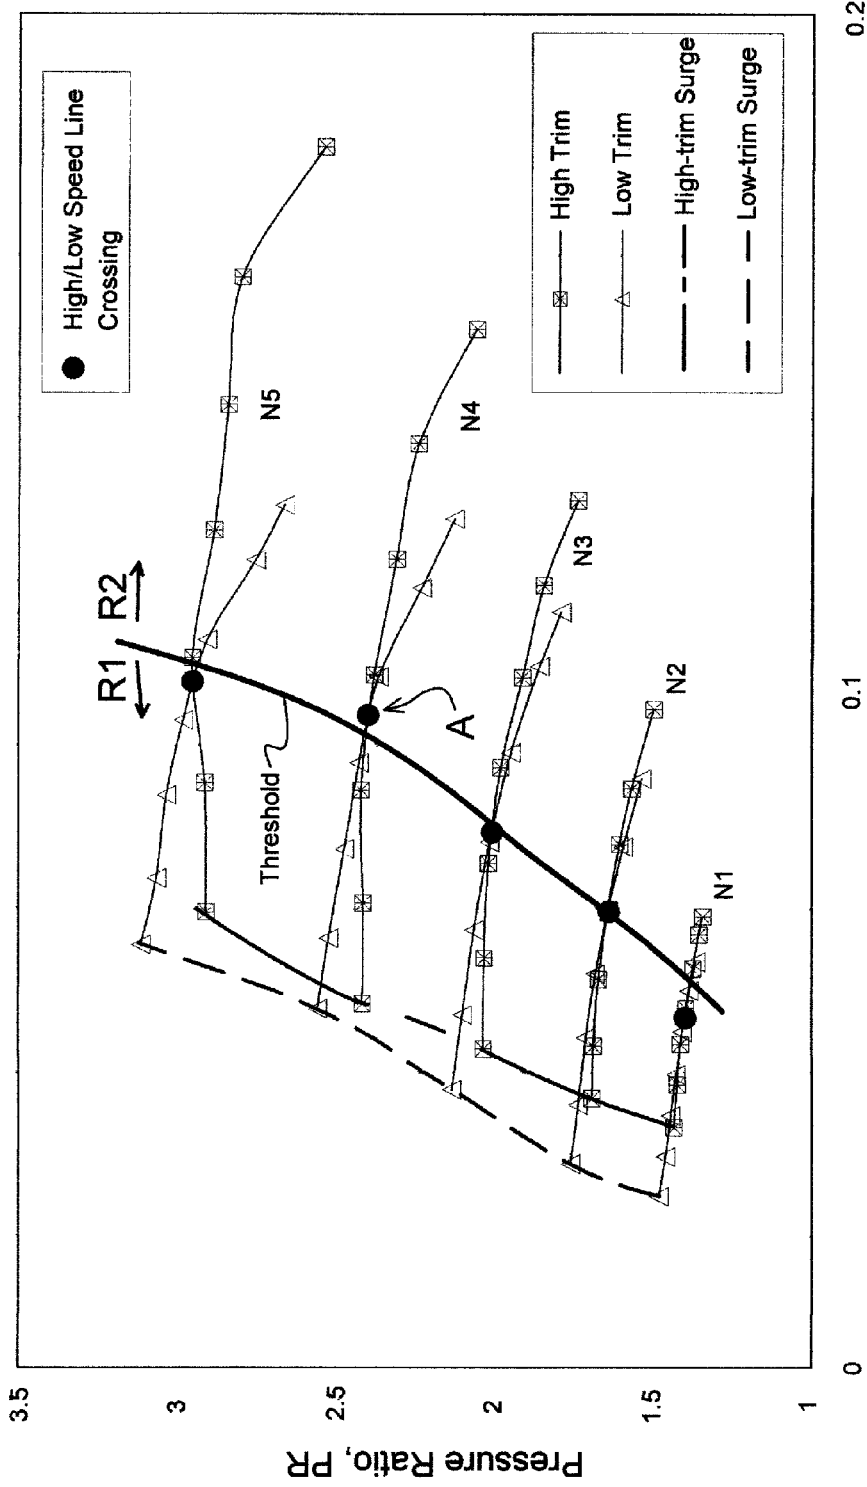 Pressure Ratio, PR
3.5
3
2.5
2
1.5
1
0
0.1
0.2
R1
R2
Threshold
A
N5
N4
N3
N2
N1
High/Low Speed Line
Crossing
High Trim
Low Trim
High-trim Surge
Low-trim Surge